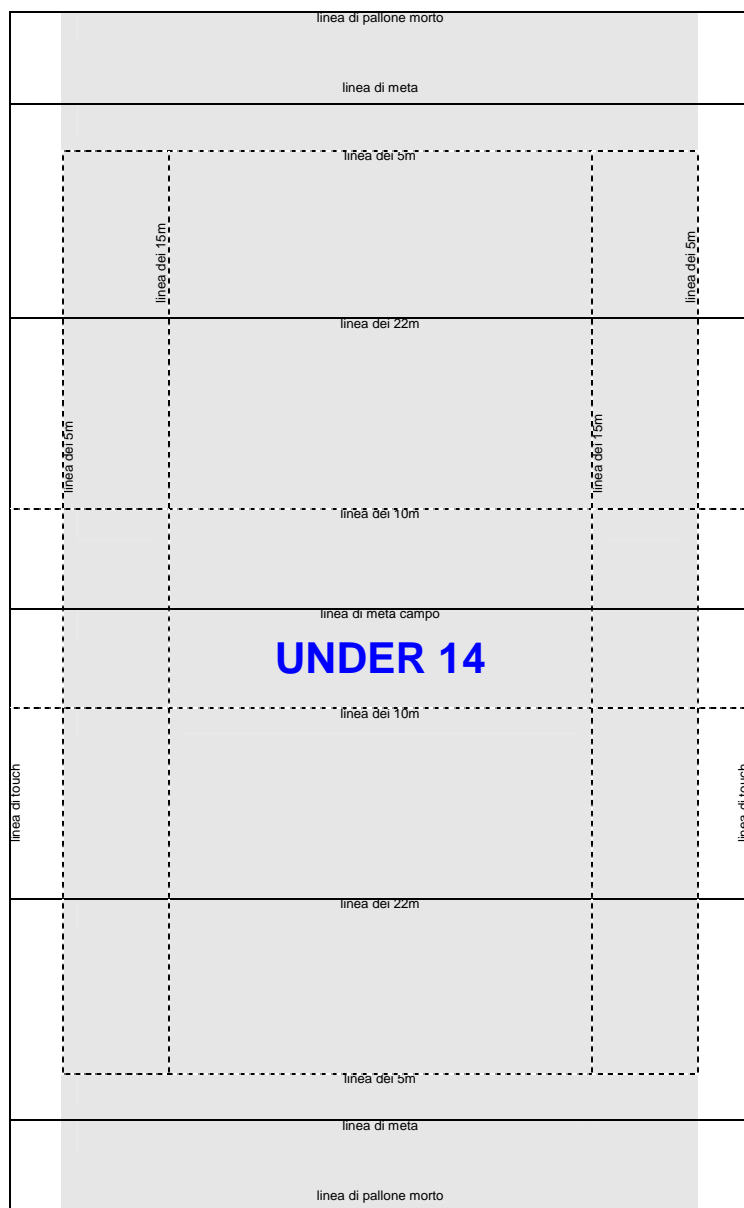 linea di pallone morto
linea di meta
linea dei 5m
linea dei 15m
linea dei 5m
linea dei 22m
linea dei 5m
linea dei 15m
linea dei 10m
linea di meta campo
UNDER 14
linea dei 10m
linea di touch
linea di touch
linea dei 22m
linea dei 5m
linea di meta
linea di pallone morto